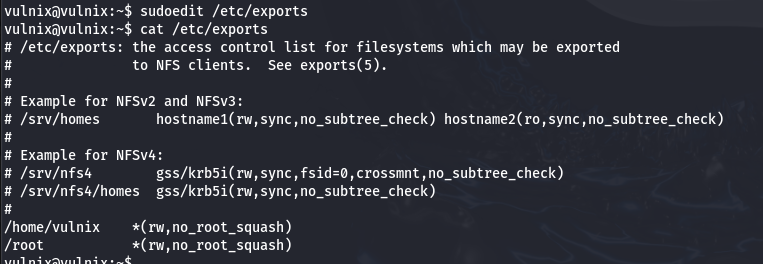 vulnix@vulnix:~$ sudoedit /etc/exports
vulnix@vulnix:~$ cat /etc/exports
# /etc/exports: the access control list for filesystems which may be exported
#               to NFS clients.  See exports(5).
#
# Example for NFSv2 and NFSv3:
# /srv/homes       hostname1(rw,sync,no_subtree_check) hostname2(ro,sync,no_subtree_check)
#
# Example for NFSv4:
# /srv/nfs4        gss/krb5i(rw,sync,fsid=0,crossmnt,no_subtree_check)
# /srv/nfs4/homes  gss/krb5i(rw,sync,no_subtree_check)
#
/home/vulnix    *(rw,no_root_squash)
/root           *(rw,no_root_squash)
vulnix@vulnix:~$